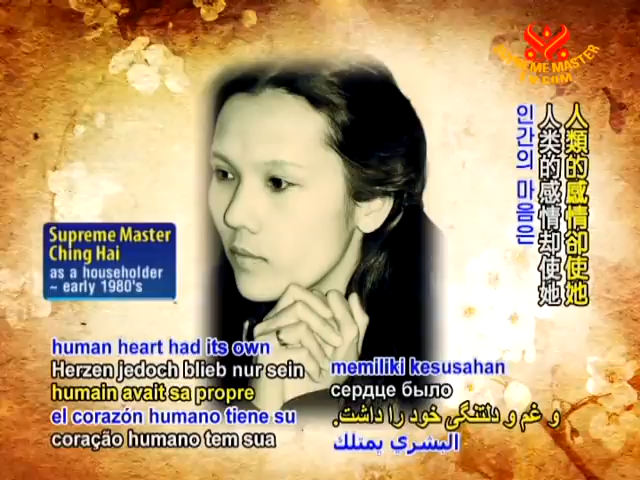 SUPREME MASTER
TV.COM
人類的感情卻使她
人类的感情却使她
인간의 마음은
Supreme Master
Ching Hai
as a householder
~ early 1980's
human heart had its own
Herzen jedoch blieb nur sein
humain avait sa propre
el corazón humano tiene su
coração humano tem sua
memiliki kesusahan
сердце было
و غم و دلتنگی خود را داشت.
البشري يمتلك